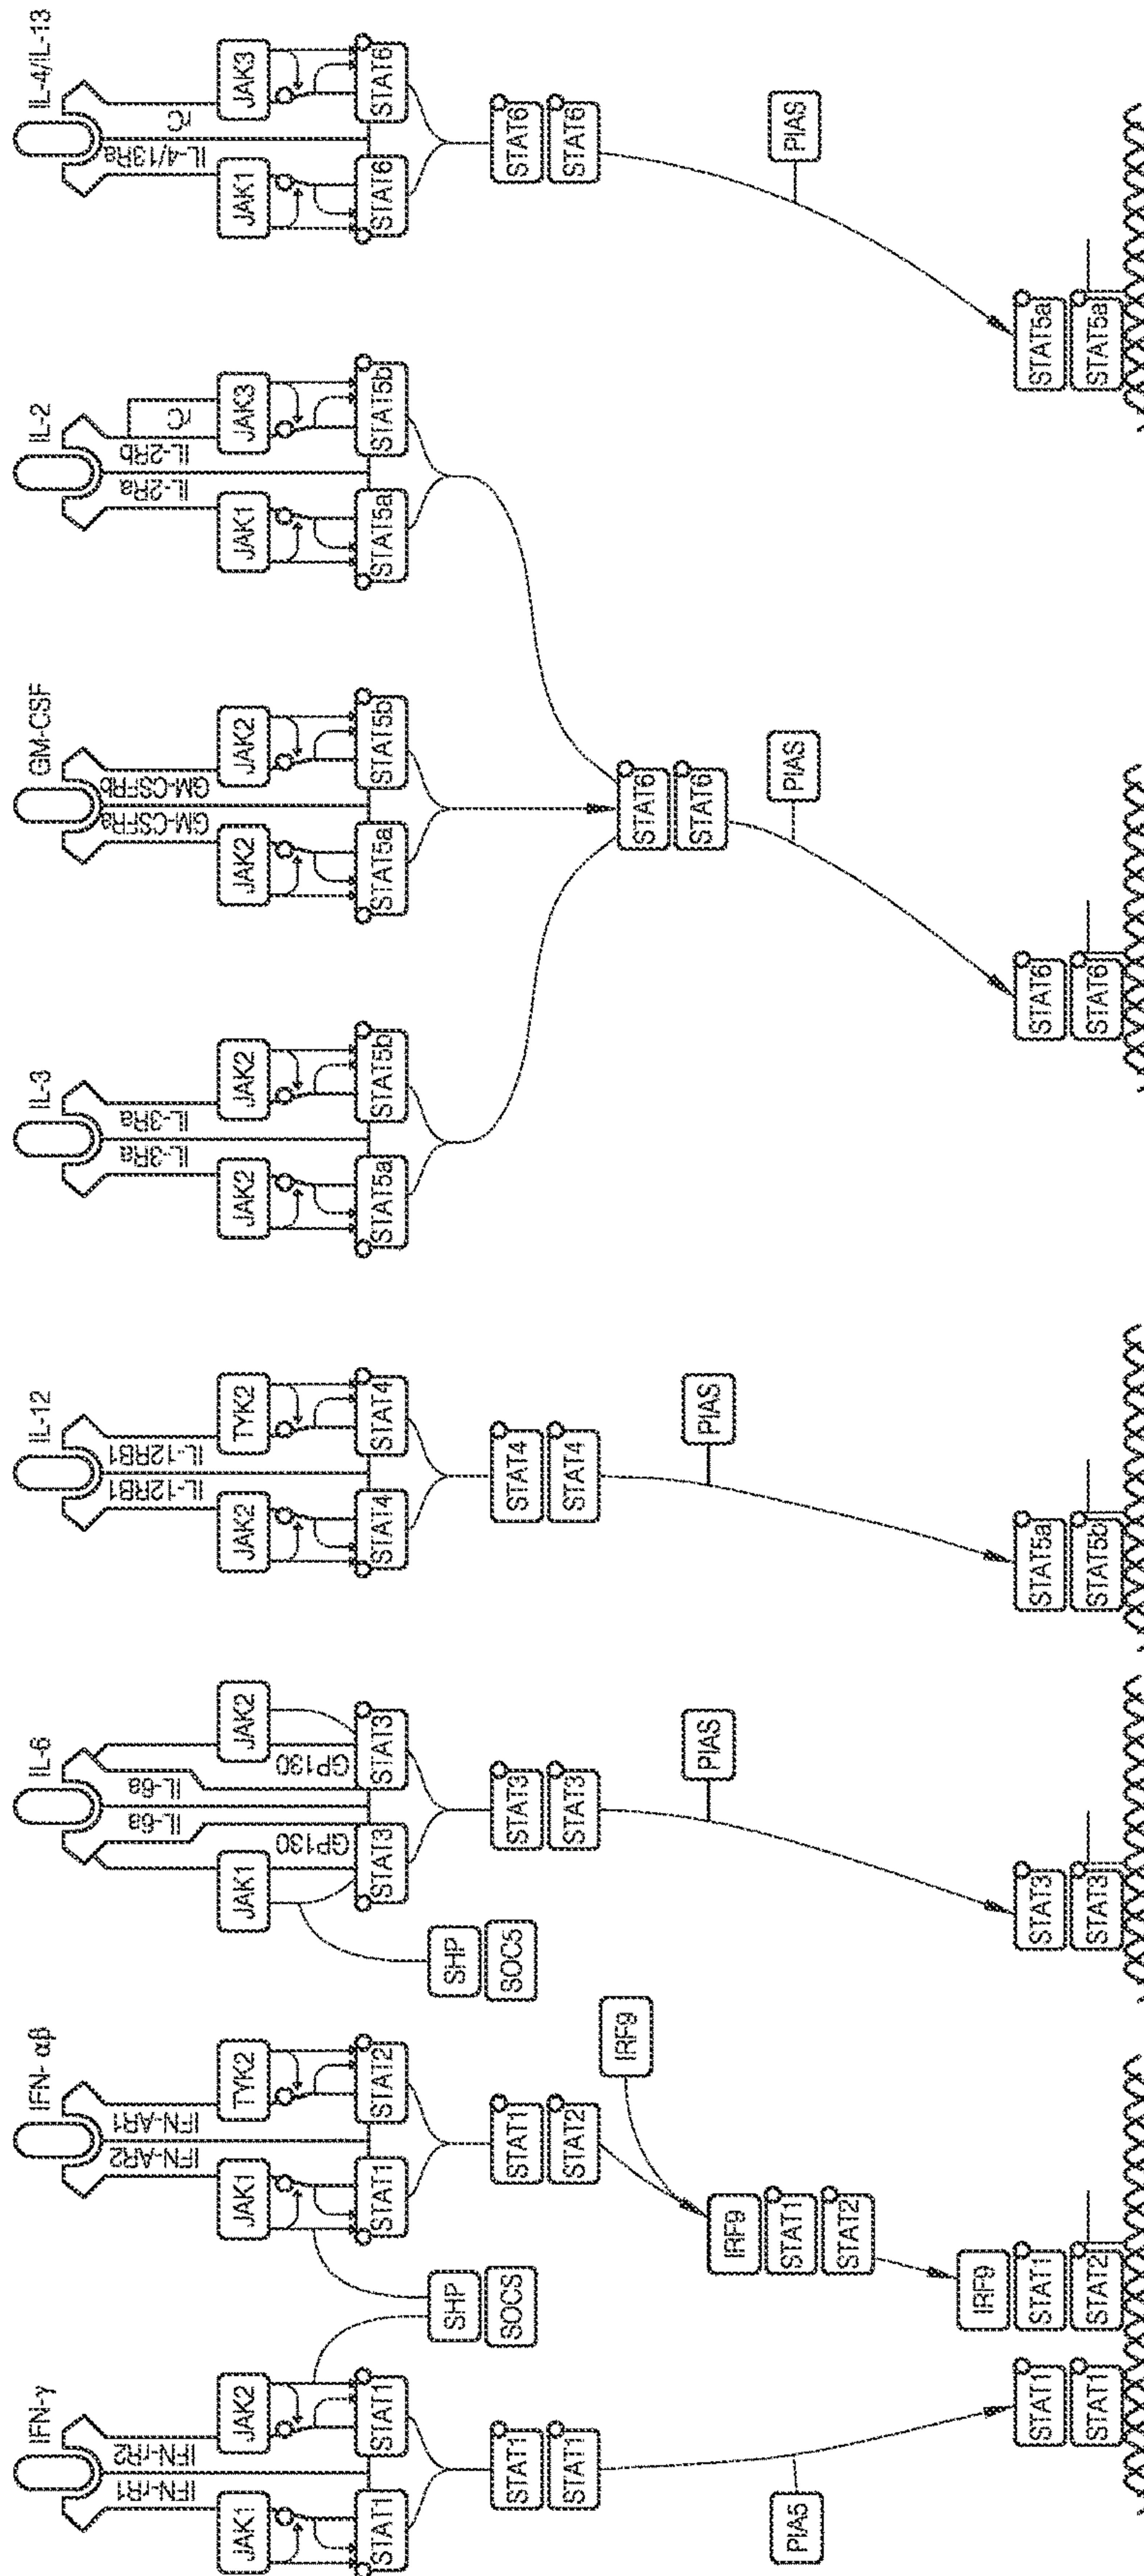 IFN-γ
IFN-rR1
IFN-rR2
JAK1
JAK2
STAT1
STAT1
STAT1
STAT1
PIA5
STAT1
STAT1
SHP
SOCS
IFN- αβ
IFN-AR2
IFN-AR1
JAK1
TYK2
STAT1
STAT2
STAT1
STAT2
IRF9
IRF9
STAT1
STAT2
IRF9
STAT1
STAT2
IL-6
IL-6a
IL-6a
JAK1
JAK2
GP130
GP130
STAT3
STAT3
SHP
SOC5
STAT3
STAT3
PIAS
STAT3
STAT3
IL-12
IL-12RB1
IL-12RB1
JAK2
TYK2
STAT4
STAT4
STAT4
STAT4
PIAS
STAT5a
STAT5b
IL-3
IL-3Ra
IL-3Ra
JAK2
JAK2
STAT5a
STAT5b
GM-CSF
GM-CSFRa
GM-CSFRb
JAK2
JAK2
STAT5a
STAT5b
STAT6
STAT6
PIAS
STAT6
STAT6
IL-2
IL-2Ra
IL-2Rb
rC
JAK1
JAK3
STAT5a
STAT5b
IL-4/IL-13
IL-4/13Ra
rC
JAK1
JAK3
STAT6
STAT6
STAT6
STAT6
PIAS
STAT5a
STAT5a